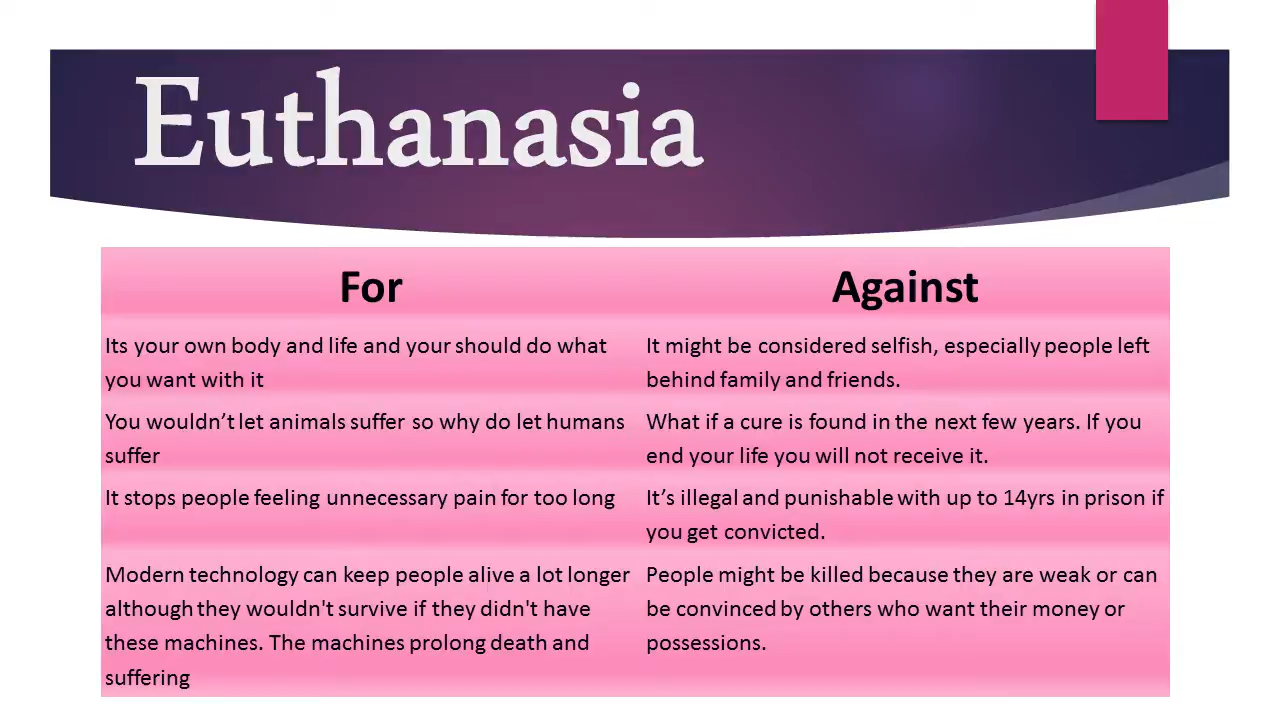 Euthanasia
For
Against
Its your own body and life and your should do what
you want with it
It might be considered selfish, especially people left
behind family and friends.
You wouldn’t let animals suffer so why do let humans
suffer
What if a cure is found in the next few years. If you
end your life you will not receive it.
It stops people feeling unnecessary pain for too long
It’s illegal and punishable with up to 14yrs in prison if
you get convicted.
Modern technology can keep people alive a lot longer
although they wouldn't survive if they didn't have
these machines. The machines prolong death and
suffering
People might be killed because they are weak or can
be convinced by others who want their money or
possessions.